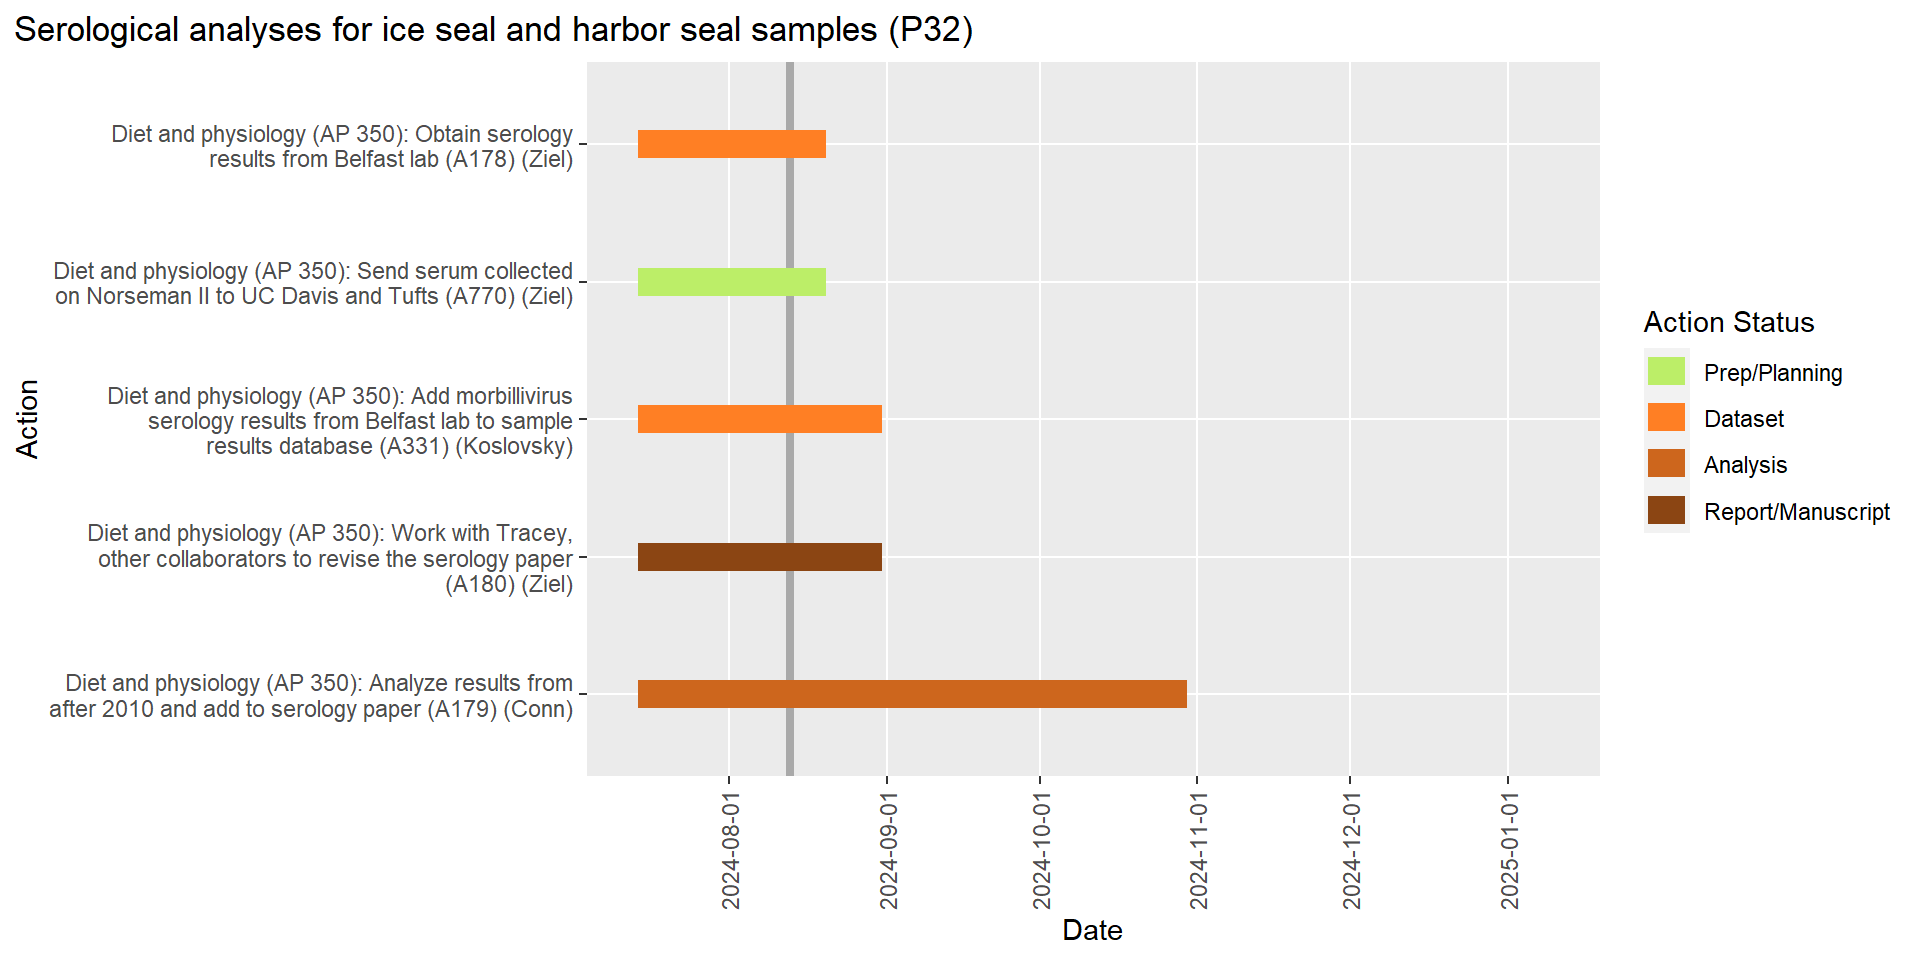 Serological analyses for ice seal and harbor seal samples (P32)
Diet and physiology (AP 350): Obtain serology
results from Belfast lab (A178) (Ziel)
Diet and physiology (AP 350): Send serum collected
on Norseman II to UC Davis and Tufts (A770) (Ziel)
Diet and physiology (AP 350): Add morbillivirus
serology results from Belfast lab to sample
results database (A331) (Koslovsky)
Diet and physiology (AP 350): Work with Tracey,
other collaborators to revise the serology paper
(A180) (Ziel)
Diet and physiology (AP 350): Analyze results from
after 2010 and add to serology paper (A179) (Conn)
Action
2024-08-01
2024-09-01
2024-10-01
2024-11-01
2024-12-01
2025-01-01
Date
Action Status
Prep/Planning
Dataset
Analysis
Report/Manuscript